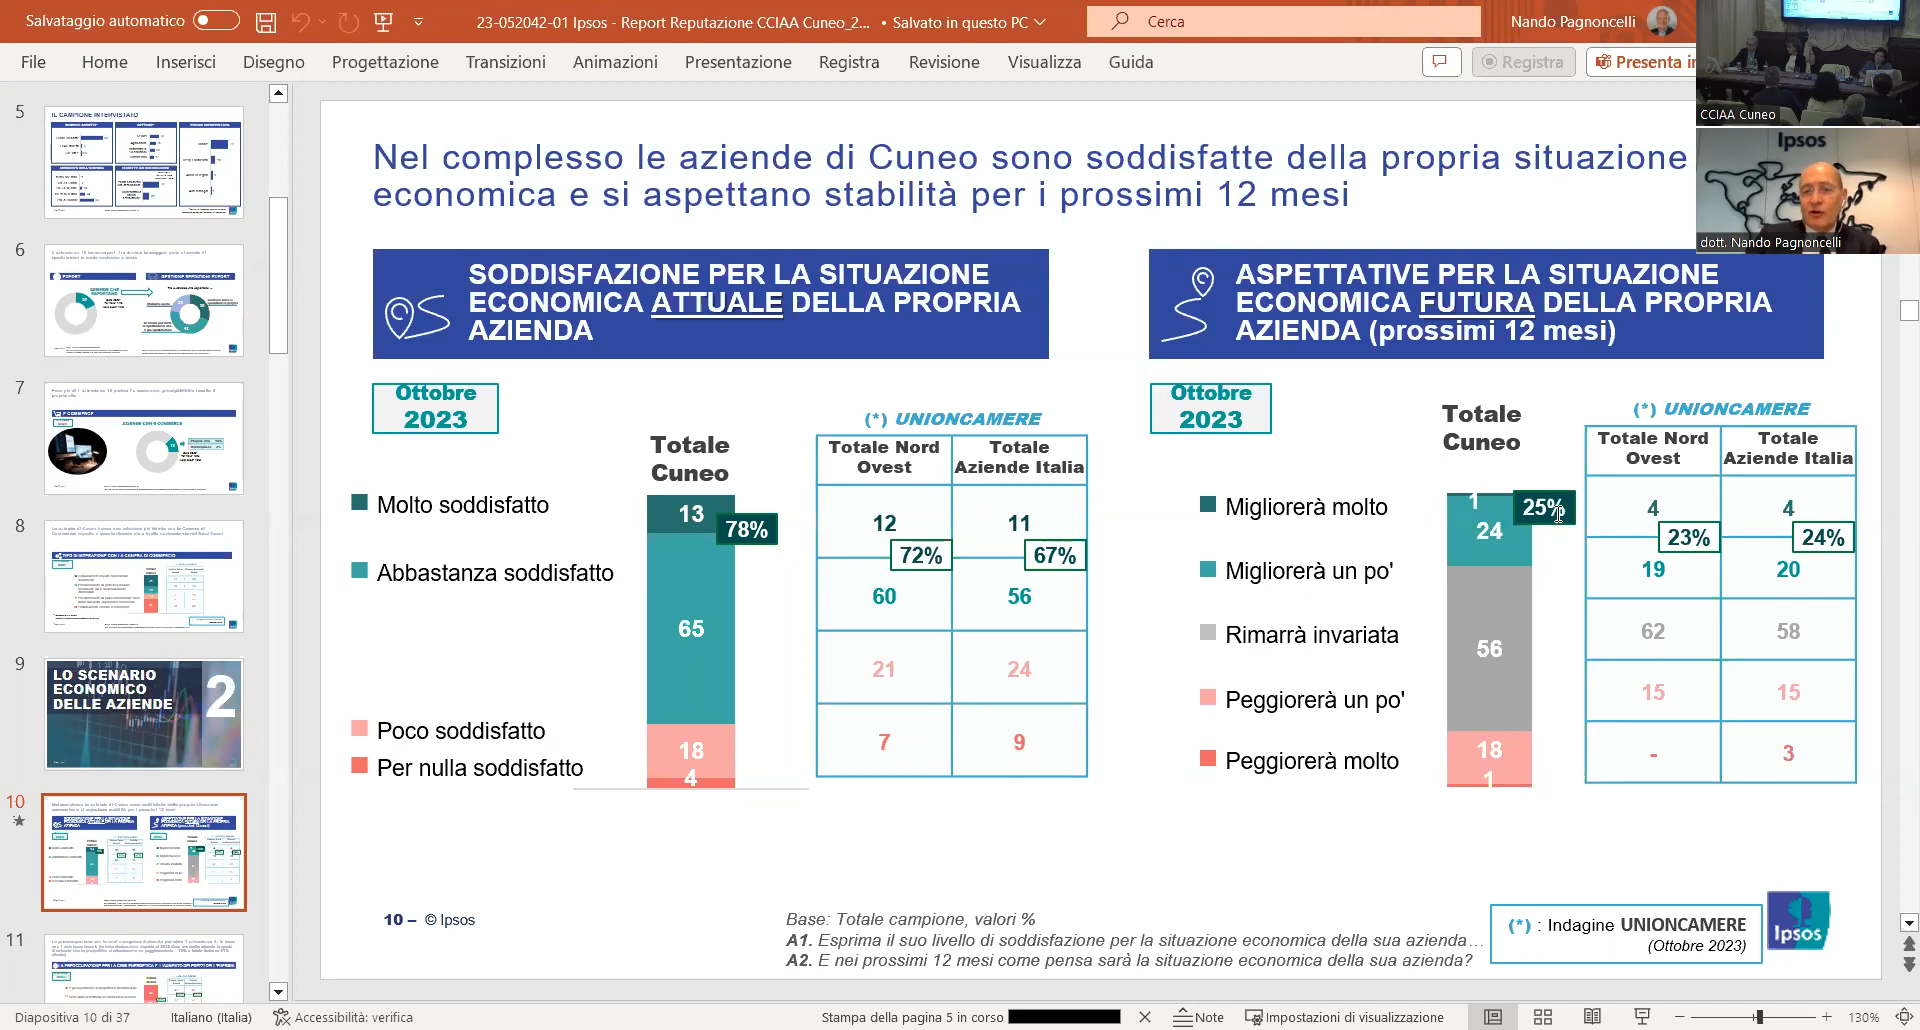 Salvataggio automatico
23-052042-01 Ipsos - Report Reputazione CCIAA Cuneo_2... • Salvato in questo PC
Cerca
Nando Pagnoncelli
File Home Inserisci Disegno Progettazione Transizioni Animazioni Presentazione Registra Revisione Visualizza Guida
Registra
Presenta in
CCIAA Cuneo
Ipsos
dott. Nando Pagnoncelli
5
IL CAMPIONE INTERVISTATO
6
7
8
9
LO SCENARIO
ECONOMICO
DELLE AZIENDE
2
10
11
Nel complesso le aziende di Cuneo sono soddisfatte della propria situazione
economica e si aspettano stabilità per i prossimi 12 mesi
SODDISFAZIONE PER LA SITUAZIONE
ECONOMICA ATTUALE DELLA PROPRIA
AZIENDA
Ottobre
2023
Totale
Cuneo
(*) UNIONCAMERE
Totale Nord
Ovest
Totale
Aziende Italia
Molto soddisfatto
13
78%
12
11
72%
67%
Abbastanza soddisfatto
65
60
56
21
24
Poco soddisfatto
18
7
9
Per nulla soddisfatto
4
ASPETTATIVE PER LA SITUAZIONE
ECONOMICA FUTURA DELLA PROPRIA
AZIENDA (prossimi 12 mesi)
Ottobre
2023
Totale
Cuneo
(*) UNIONCAMERE
Totale Nord
Ovest
Totale
Aziende Italia
Migliorerà molto
1
25%
4
4
24
23%
24%
Migliorerà un po'
19
20
Rimarrà invariata
56
62
58
Peggiorerà un po'
18
15
15
Peggiorerà molto
1
-
3
10 – © Ipsos
Base: Totale campione, valori %
A1. Esprima il suo livello di soddisfazione per la situazione economica della sua azienda...
A2. E nei prossimi 12 mesi come pensa sarà la situazione economica della sua azienda?
(*) : Indagine UNIONCAMERE
(Ottobre 2023)
Ipsos
Diapositiva 10 di 37
Italiano (Italia)
Accessibilità: verifica
Stampa della pagina 5 in corso
Note
Impostazioni di visualizzazione
130%